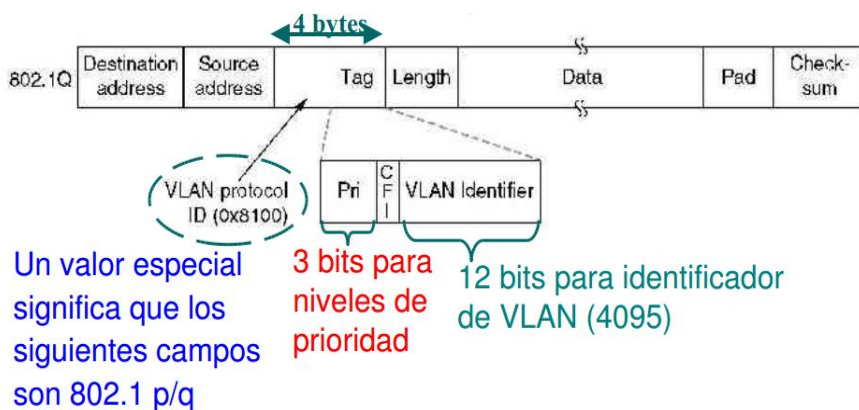 4 bytes
802.1Q
Destination
address
Source
address
Tag
Length
Data
Pad
Check-
sum
VLAN protocol
ID (0x8100)
Pri
C
F
I
VLAN Identifier
Un valor especial
significa que los
siguientes campos
son 802.1 p/q
3 bits para
niveles de
prioridad
12 bits para identificador
de VLAN (4095)